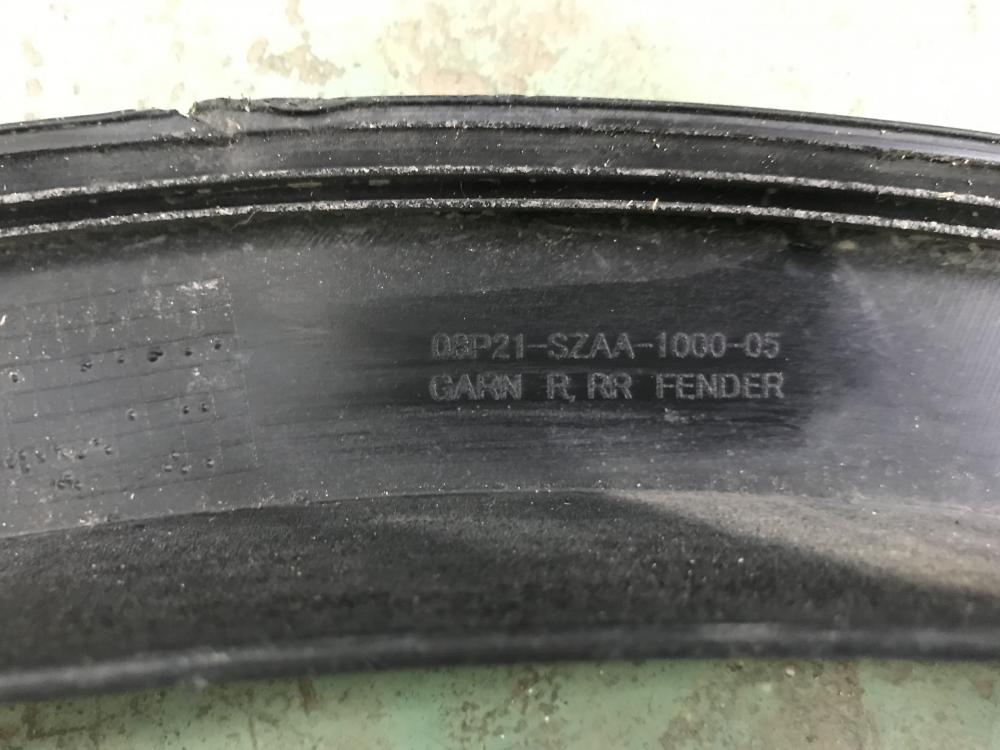 08P21-SZAA-1000-05
GARN R, RR FENDER